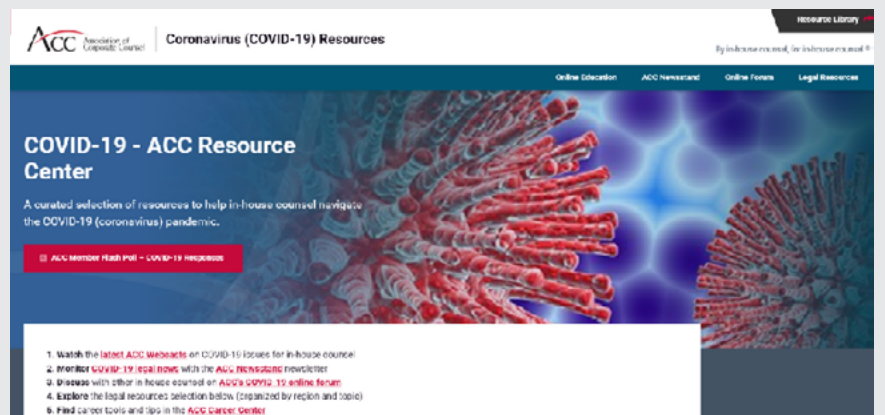 Resource Library
ACC Association of
Corporate Counsel
Coronavirus (COVID-19) Resources
By in-house counsel, for in-house counsel.®
Online Education ACC Newsstand Online Forum Legal Resources
COVID-19 - ACC Resource
Center
A curated selection of resources to help in-house counsel navigate
the COVID-19 (coronavirus) pandemic.
ACC Member Flash Poll – COVID-19 Responses
1. Watch the latest ACC Webcasts on COVID-19 issues for in-house counsel
2. Monitor COVID-19 legal news with the ACC Newsstand newsletter
3. Discuss with other in-house counsel on ACC's COVID-19 online forum
4. Explore the legal resources selection below (organized by region and topic)
5. Find career tools and tips in the ACC Career Center